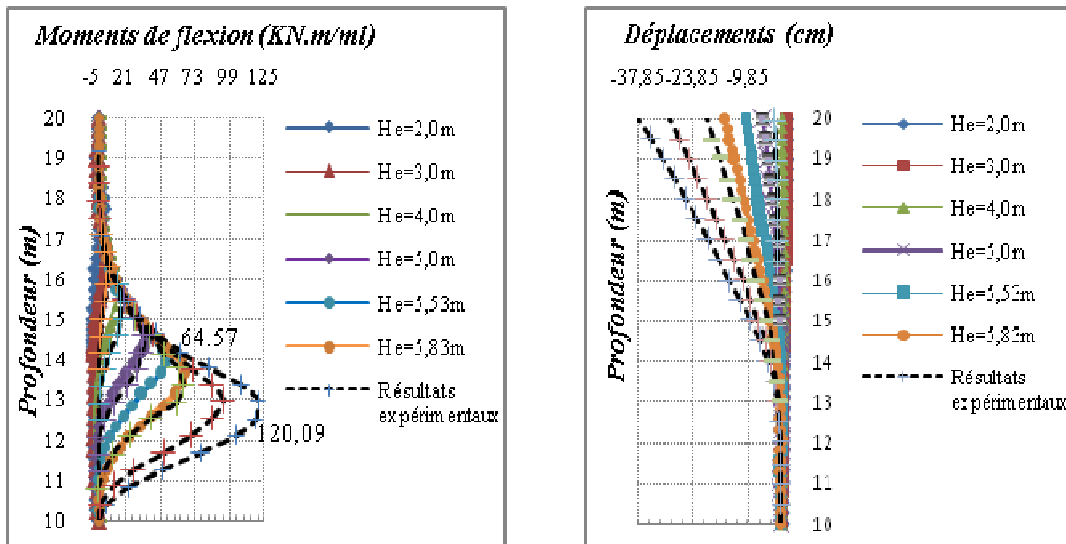 Moments de flexion (KN.m/ml)
-5 21 47 73 99 125
20
19
18
17
16
15
14
13
12
11
10
Profondeur (m)
64.57
120,09
He=2,0m
He=3,0m
He=4,0m
He=5,0m
He=5,53m
He=5,83m
Résultats
expérimentaux
Déplacements (cm)
-37,85 -23,85 -9,85
20
19
18
17
16
15
14
13
12
11
10
Profondeur (m)
He=2,0m
He=3,0m
He=4,0m
He=5,0m
He=5,53m
He=5,83m
Résultats
expérimentaux